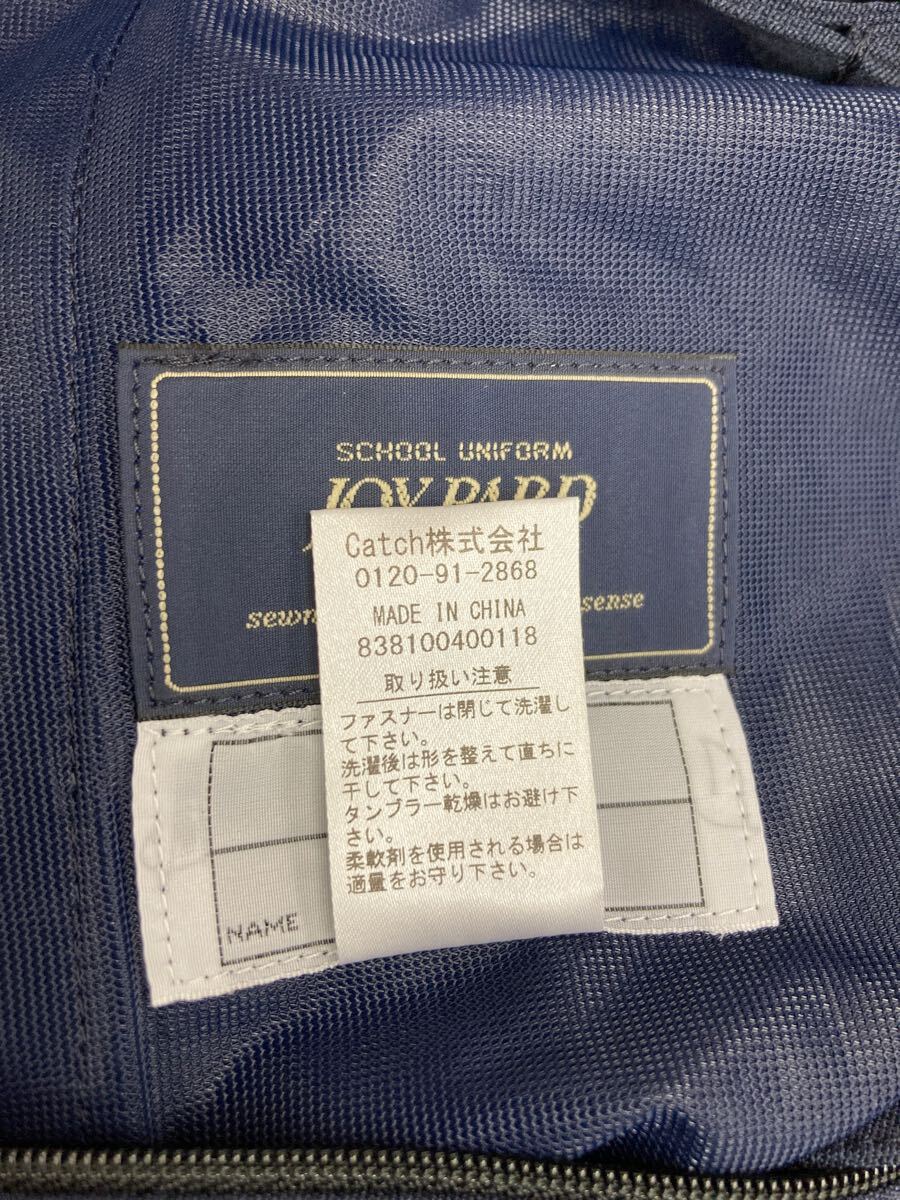 SCHOOL UNIFORM
Catch株式会社
0120-91-2868
MADE IN CHINA
838100400118
sewn
sense
取り扱い注意
ファスナーは閉じて洗濯し
て下さい。
洗濯後は形を整えて直ちに
干して下さい。
タンブラー乾燥はお避け下
さい。
柔軟剤を使用される場合は
適量をお守り下さい。
NAME